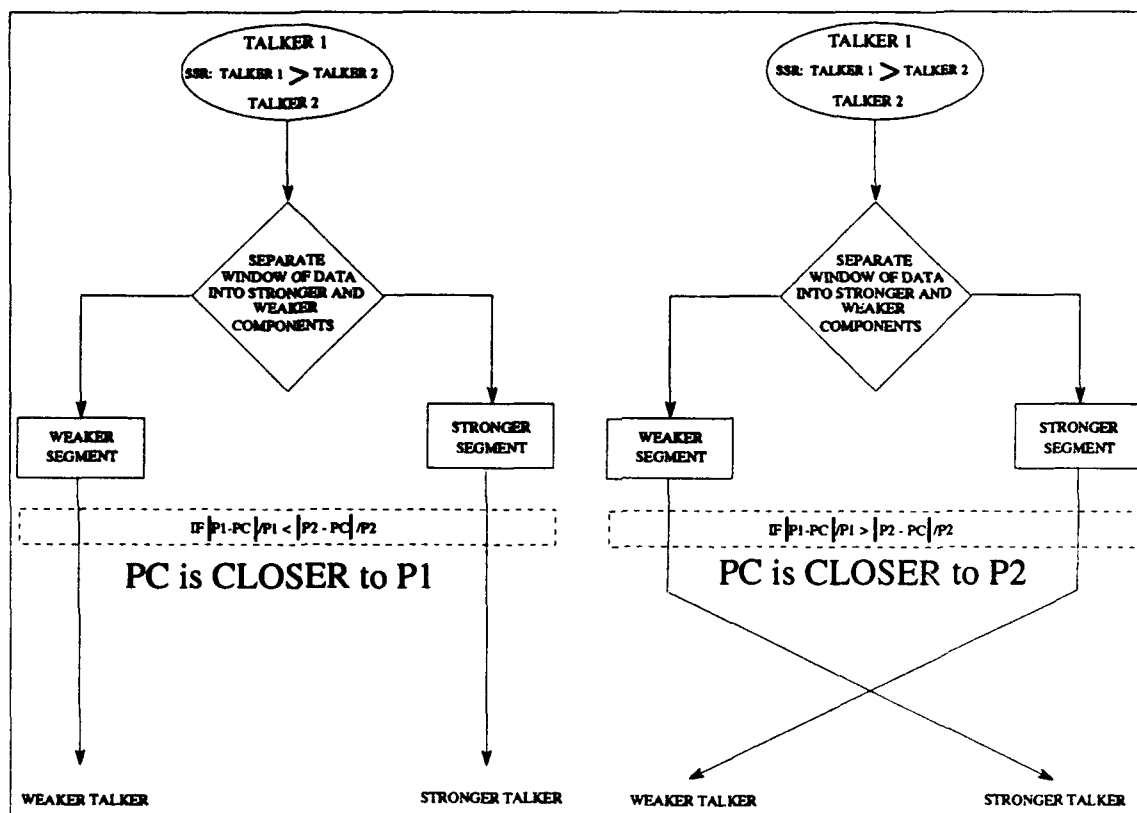 TALKER 1
SSR: TALKER 1 > TALKER 2
TALKER 2
SEPARATE
WINDOW OF DATA
INTO STRONGER AND
WEAKER
COMPONENTS
WEAKER
SEGMENT
STRONGER
SEGMENT
IF |P1-PC|/P1 < |P2 - PC|/P2
PC is CLOSER to P1
WEAKER TALKER
STRONGER TALKER
TALKER 1
SSR: TALKER 1 > TALKER 2
TALKER 2
SEPARATE
WINDOW OF DATA
INTO STRONGER AND
WEAKER
COMPONENTS
WEAKER
SEGMENT
STRONGER
SEGMENT
IF |P1-PC|/P1 > |P2 - PC|/P2
PC is CLOSER to P2
WEAKER TALKER
STRONGER TALKER